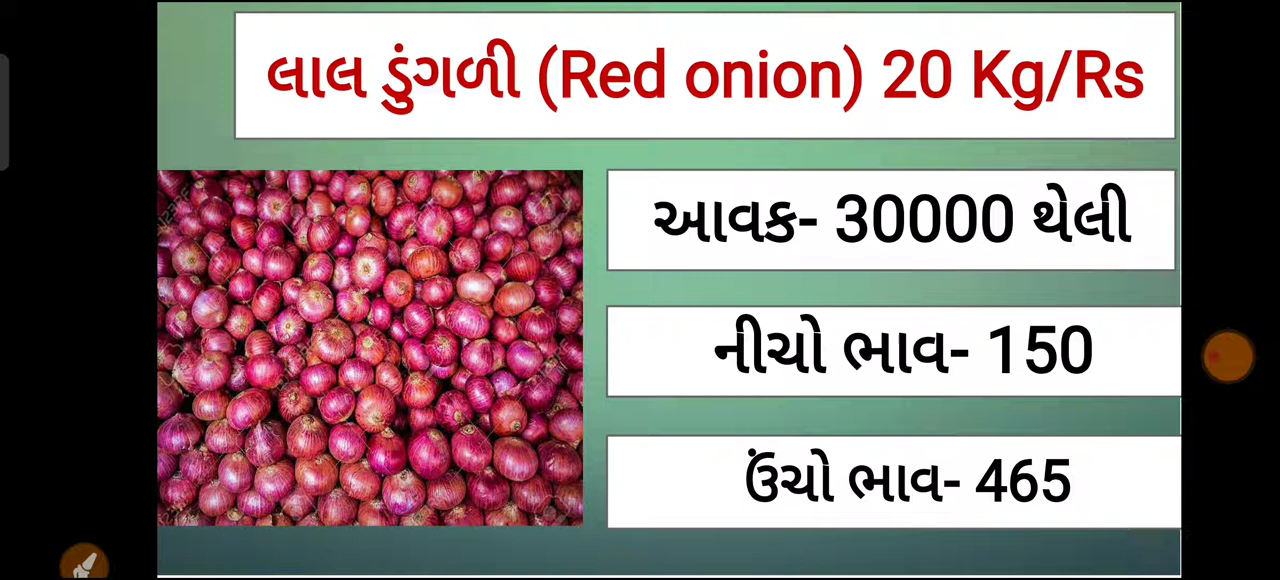 લાલ ડુંગળી (Red onion) 20 Kg/Rs
આવક- 30000 થેલી
નીચો ભાવ- 150
ઉંચો ભાવ- 465